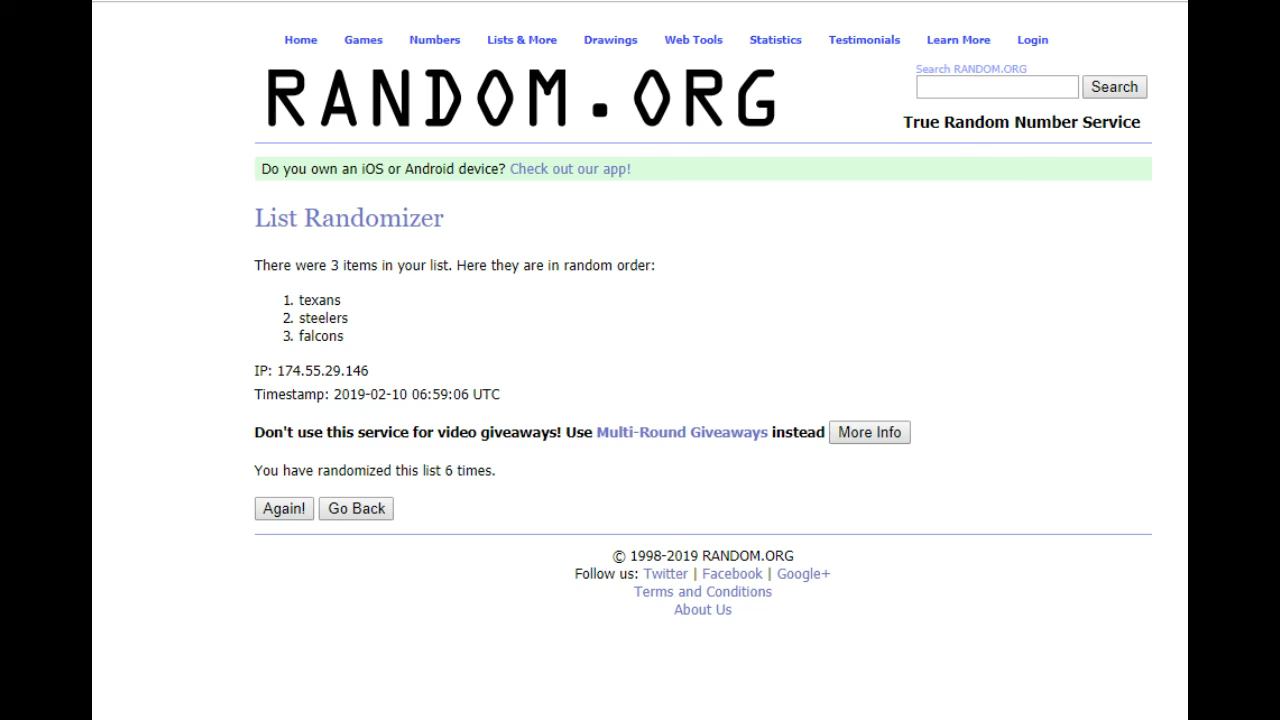 Home Games Numbers Lists & More Drawings Web Tools Statistics Testimonials Learn More Login
RANDOM.ORG
Search RANDOM.ORG
Search
True Random Number Service
Do you own an iOS or Android device? Check out our app!
List Randomizer
There were 3 items in your list. Here they are in random order:
1. texans
2. steelers
3. falcons
IP: 174.55.29.146
Timestamp: 2019-02-10 06:59:06 UTC
Don't use this service for video giveaways! Use Multi-Round Giveaways instead More Info
You have randomized this list 6 times.
Again! Go Back
© 1998-2019 RANDOM.ORG
Follow us: Twitter | Facebook | Google+
Terms and Conditions
About Us